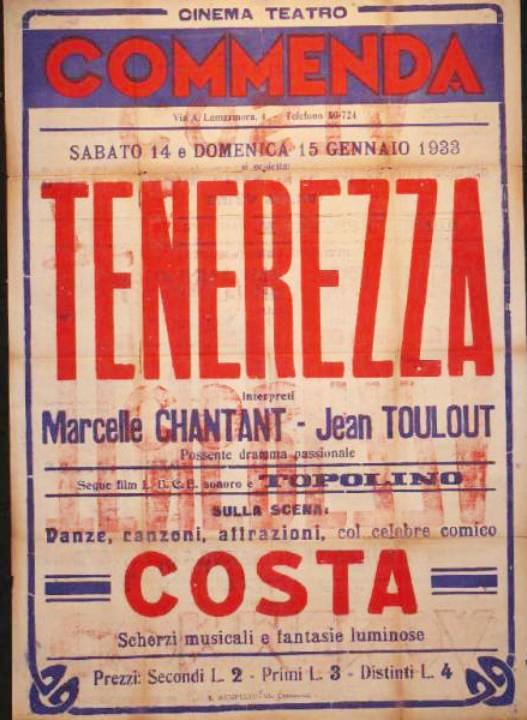 CINEMA TEATRO
COMMENDA
Via A. Lamarmora, 4 - Telefono 50-724
SABATO 14 e DOMENICA 15 GENNAIO 1933
si proietta:
TENEREZZA
Interpreti
Marcelle CHANTANT - Jean TOULOUT
Possente dramma passionale
Segue film L. U. C. E. sonoro e TOPOLINO
SULLA SCENA:
Danze, canzoni, attrazioni, col celebre comico
COSTA
Scherzi musicali e fantasie luminose
Prezzi: Secondi L. 2 - Primi L. 3 - Distinti L. 4